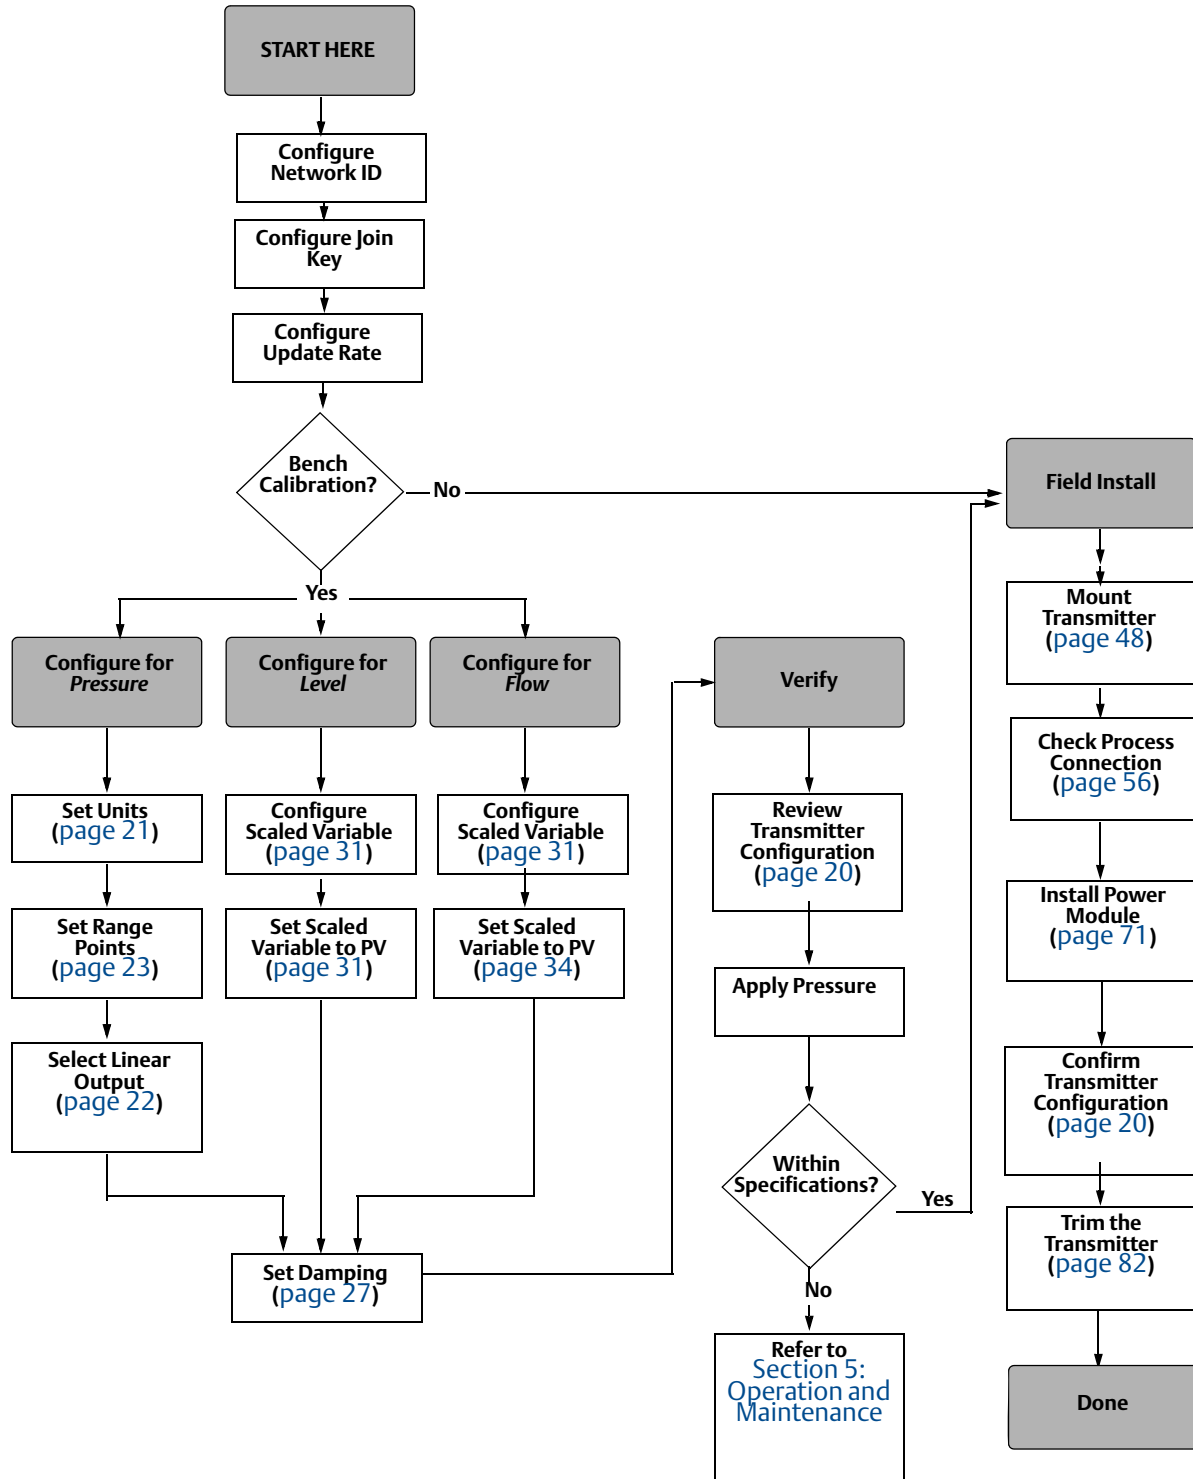 START HERE
Configure
Network ID
Configure Join
Key
Configure
Update Rate
Bench
Calibration?
No
Yes
Configure for
Pressure
Set Units
(page 21)
Set Range
Points
(page 23)
Select Linear
Output
(page 22)
Configure for
Level
Configure
Scaled Variable
(page 31)
Set Scaled
Variable to PV
(page 31)
Configure for
Flow
Configure
Scaled Variable
(page 31)
Set Scaled
Variable to PV
(page 34)
Set Damping
(page 27)
Verify
Review
Transmitter
Configuration
(page 20)
Apply Pressure
Within
Specifications?
Yes
No
Refer to
Section 5:
Operation and
Maintenance
Field Install
Mount
Transmitter
(page 48)
Check Process
Connection
(page 56)
Install Power
Module
(page 71)
Confirm
Transmitter
Configuration
(page 20)
Trim the
Transmitter
(page 82)
Done